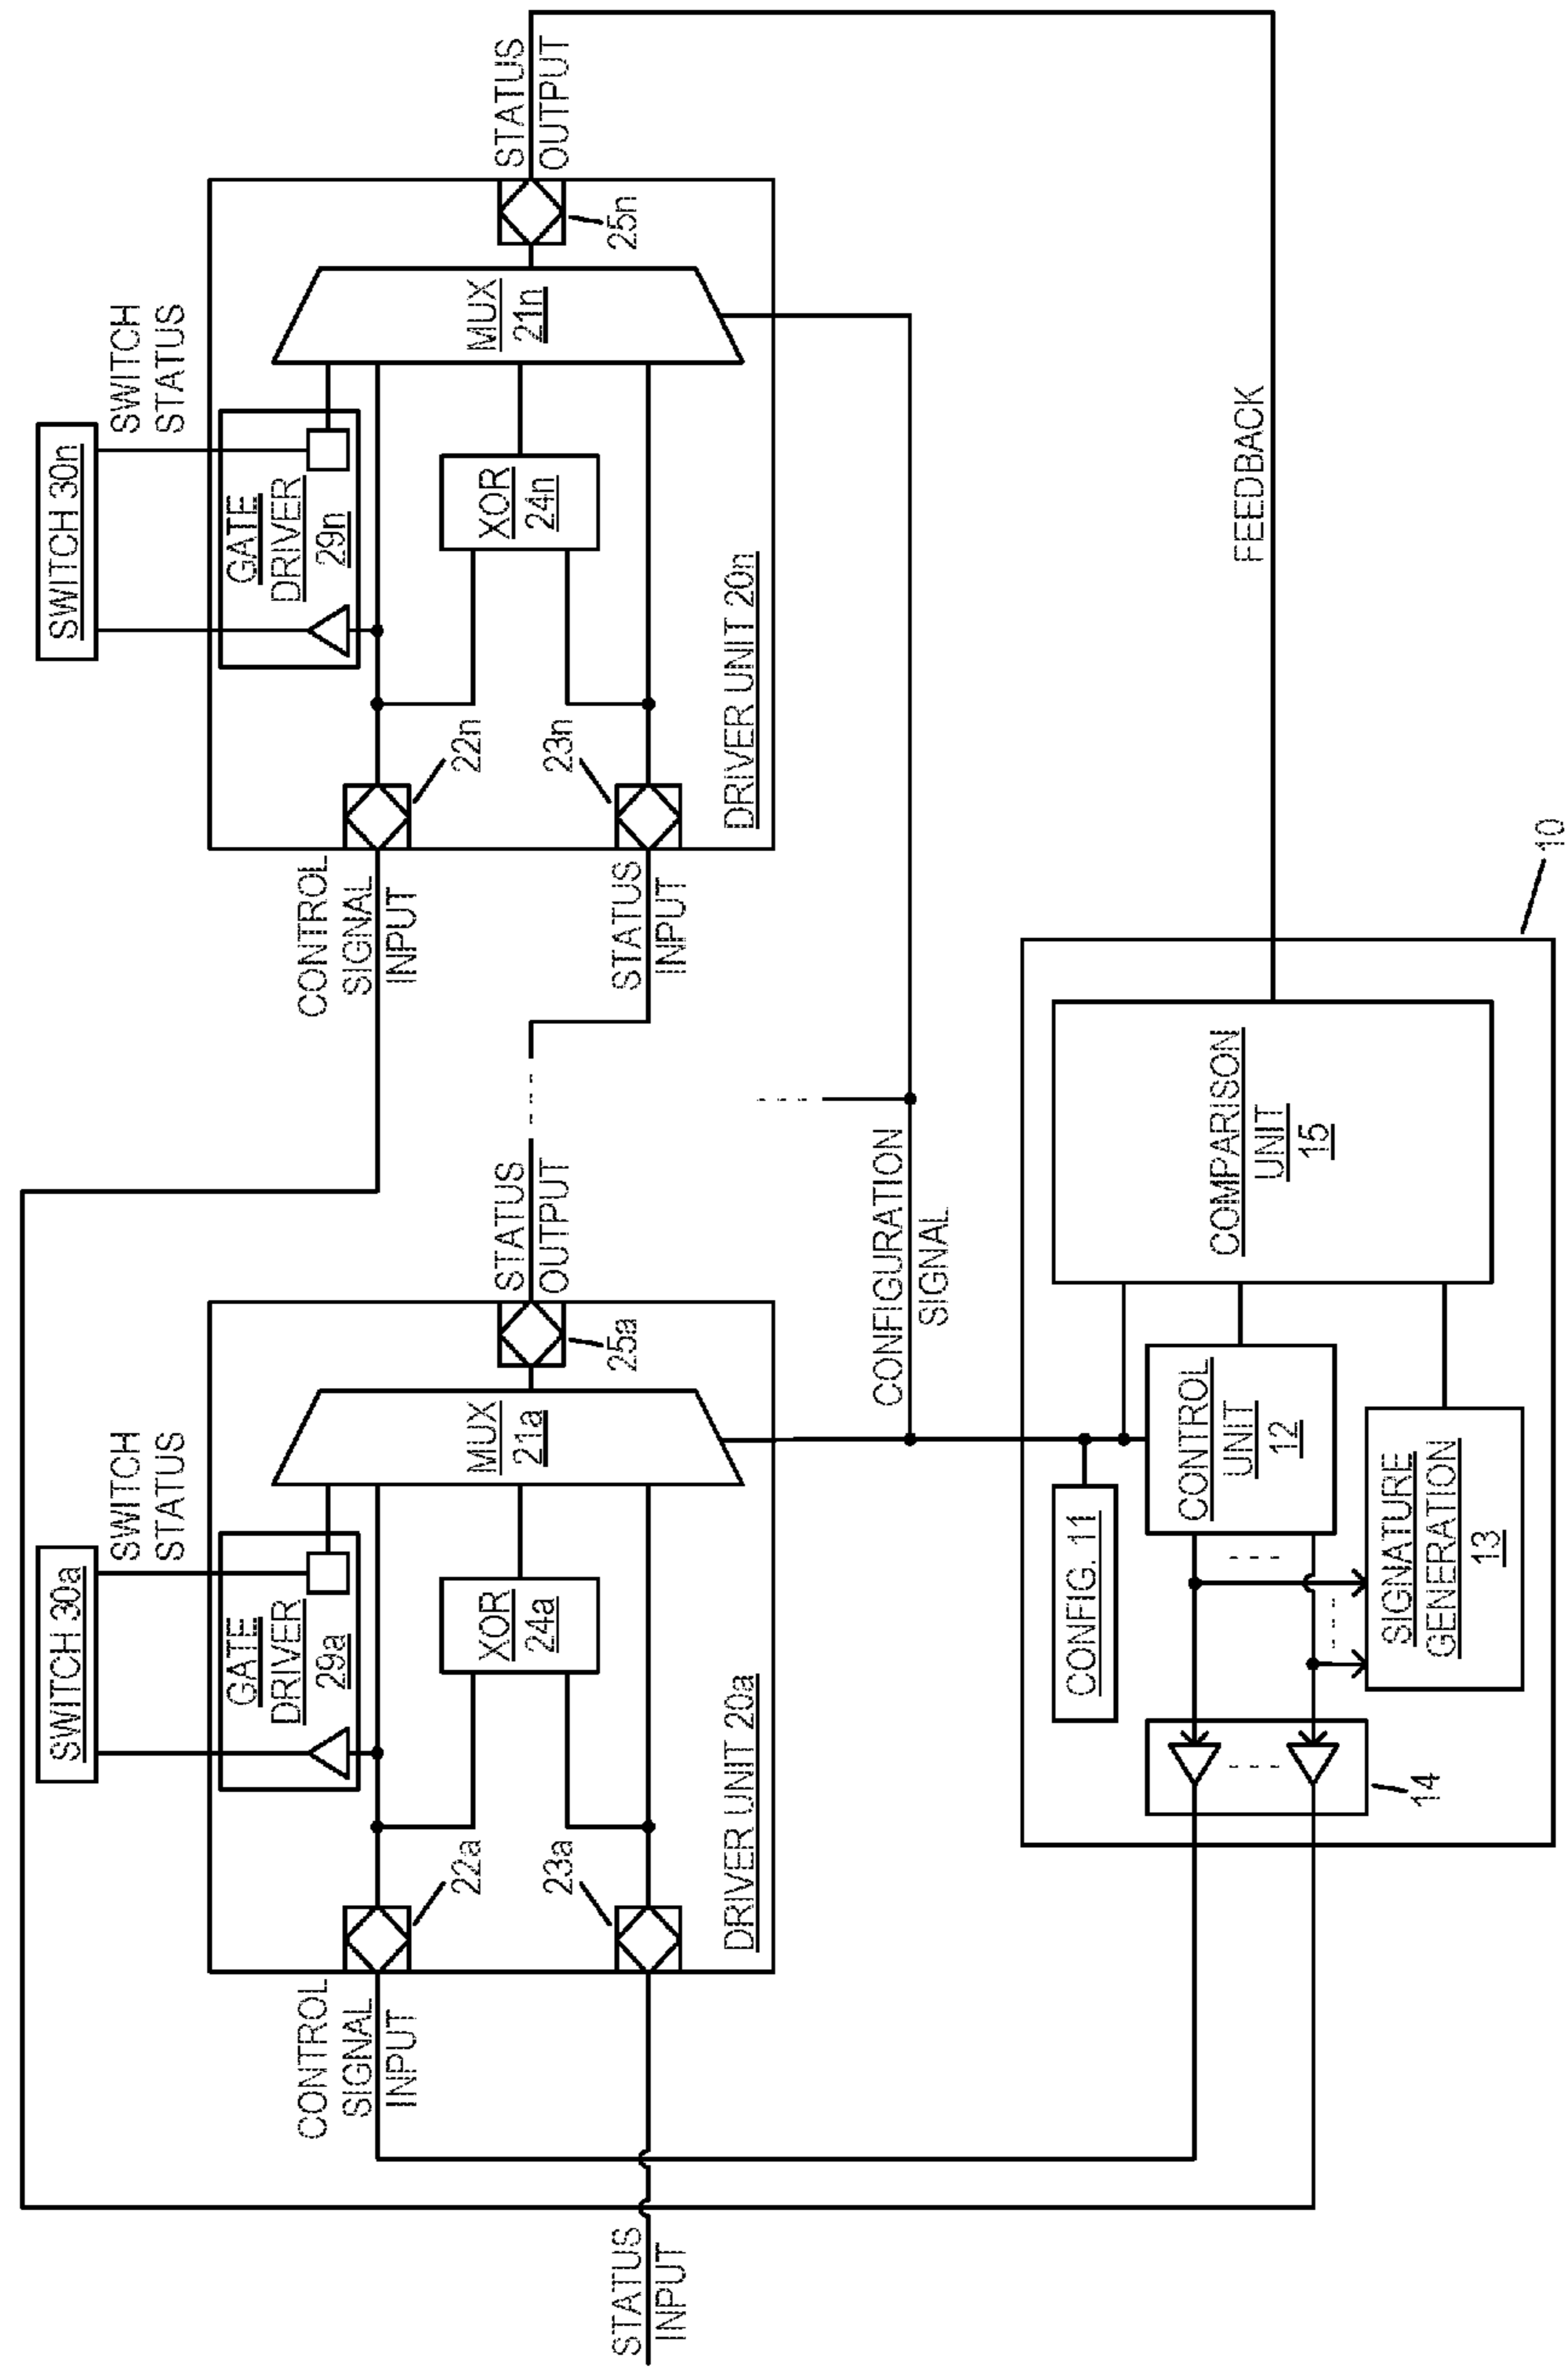 SWITCH 30a
SWITCH
STATUS
GATE
DRIVER
29a
CONTROL
SIGNAL
INPUT
22a
XOR
24a
MUX
21a
STATUS
OUTPUT
25a
STATUS
INPUT
23a
DRIVER UNIT 20a
SWITCH 30n
SWITCH
STATUS
GATE
DRIVER
29n
CONTROL
SIGNAL
INPUT
22n
XOR
24n
MUX
21n
STATUS
OUTPUT
25n
STATUS
INPUT
23n
DRIVER UNIT 20n
CONFIGURATION
SIGNAL
FEEDBACK
10
CONFIG. 11
CONTROL
UNIT
12
COMPARISON
UNIT
15
SIGNATURE
GENERATION
13
14